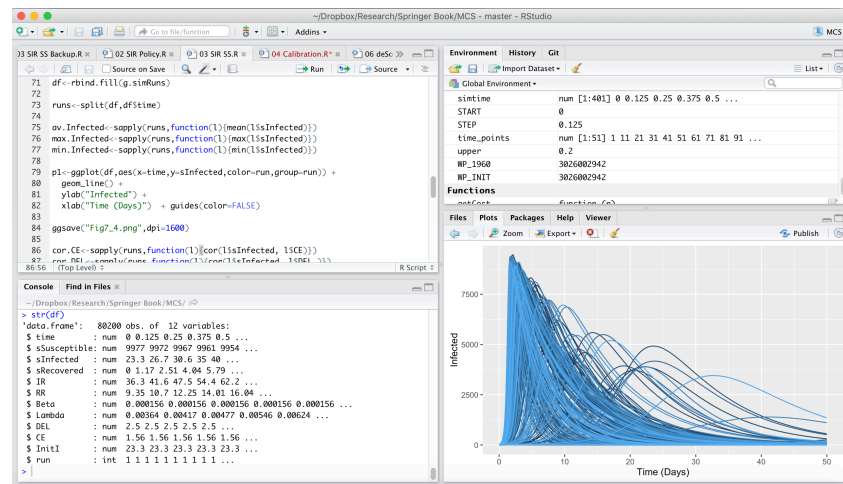 ~/Dropbox/Research/Springer Book/MCS - master - RStudio
Go to file/function
Addins
MCS
03 SIR SS Backup.R
02 SIR Policy.R
03 SIR SS.R
04 Calibration.R*
06 deSc
Source on Save
Run
Source
71 df<-rbind.fill(g.simRuns)
72
73 runs<-split(df,df$time)
74
75 av.Infected<-sapply(runs,function(l){mean(l$sInfected)})
76 max.Infected<-sapply(runs,function(l){max(l$sInfected)})
77 min.Infected<-sapply(runs,function(l){min(l$sInfected)})
78
79 p1<-ggplot(df,aes(x=time,y=sInfected,color=run,group=run)) +
80 geom_line() +
81 ylab("Infected") +
82 xlab("Time (Days)") + guides(color=FALSE)
83
84 ggsave("Fig7_4.png",dpi=1600)
85
86 cor.CE<-sapply(runs,function(l){cor(l$sInfected, l$CE)})
87 cor.DEL<-sapply(runs,function(l){cor(l$sInfected, l$DEL )})
86:56 (Top Level)
R Script
Console
Find in Files
~/Dropbox/Research/Springer Book/MCS/
> str(df)
'data.frame': 80200 obs. of 12 variables:
$ time : num 0 0.125 0.25 0.375 0.5 ...
$ sSusceptible: num 9977 9972 9967 9961 9954 ...
$ sInfected : num 23.3 26.7 30.6 35 40 ...
$ sRecovered : num 0 1.17 2.51 4.04 5.79 ...
$ IR : num 36.3 41.6 47.5 54.4 62.2 ...
$ RR : num 9.35 10.7 12.25 14.01 16.04 ...
$ Beta : num 0.000156 0.000156 0.000156 0.000156 0.000156 ...
$ Lambda : num 0.00364 0.00417 0.00477 0.00546 0.00624 ...
$ DEL : num 2.5 2.5 2.5 2.5 2.5 ...
$ CE : num 1.56 1.56 1.56 1.56 1.56 ...
$ InitI : num 23.3 23.3 23.3 23.3 23.3 ...
$ run : int 1 1 1 1 1 1 1 1 1 1 ...
>
Environment
History
Git
Import Dataset
List
Global Environment
simtime num [1:401] 0 0.125 0.25 0.375 0.5 ...
START 0
STEP 0.125
time_points num [1:51] 1 11 21 31 41 51 61 71 81 91 ...
upper 0.2
WP_1960 3026002942
WP_INIT 3026002942
Functions
getCost function (p)
Files
Plots
Packages
Help
Viewer
Zoom
Export
Publish
7500
5000
2500
0
Infected
0 10 20 30 40 50
Time (Days)